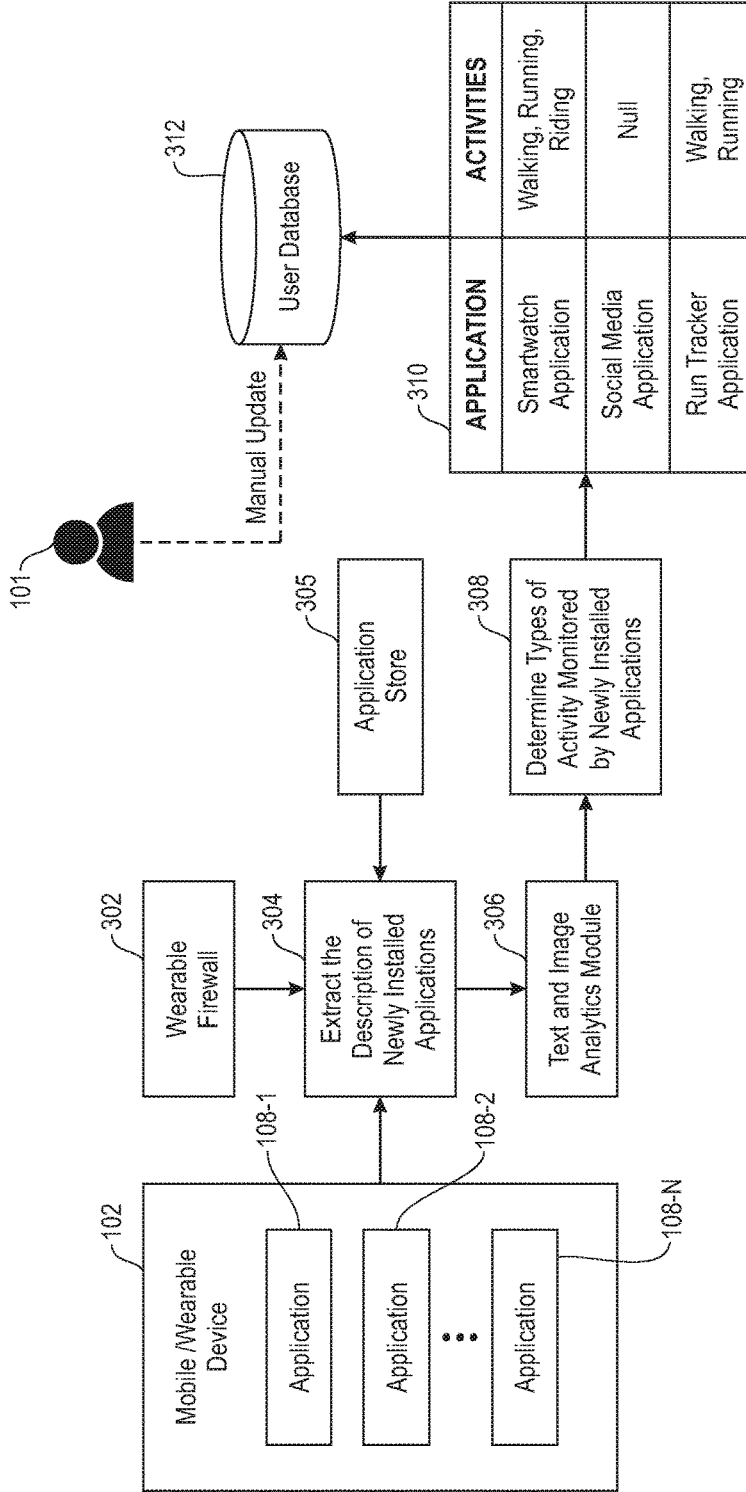 102
Mobile /Wearable
Device
Application
108-1
Application
108-2
Application
108-N
302
Wearable
Firewall
304
Extract the
Description of
Newly Installed
Applications
305
Application
Store
306
Text and Image
Analytics Module
308
Determine Types of
Activity Monitored
by Newly Installed
Applications
101
Manual Update
312
User Database
310
APPLICATION
ACTIVITIES
Smartwatch
Application
Walking, Running,
Riding
Social Media
Application
Null
Run Tracker
Application
Walking,
Running